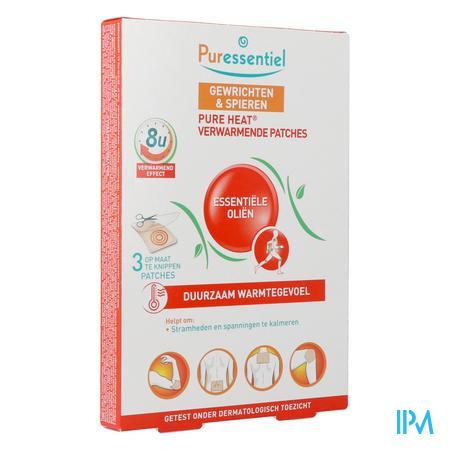 Puressentiel
GEWRICHTEN
& SPIEREN
PURE HEAT®
VERWARMENDE PATCHES
8u
VERWARMEND
EFFECT
ESSENTIËLE
OLIËN
3 OP MAAT
TE KNIPPEN
PATCHES
DUURZAAM WARMTEGEVOEL
Helpt om:
• Stramheden en spanningen te kalmeren
GETEST ONDER DERMATOLOGISCH TOEZICHT
IPM